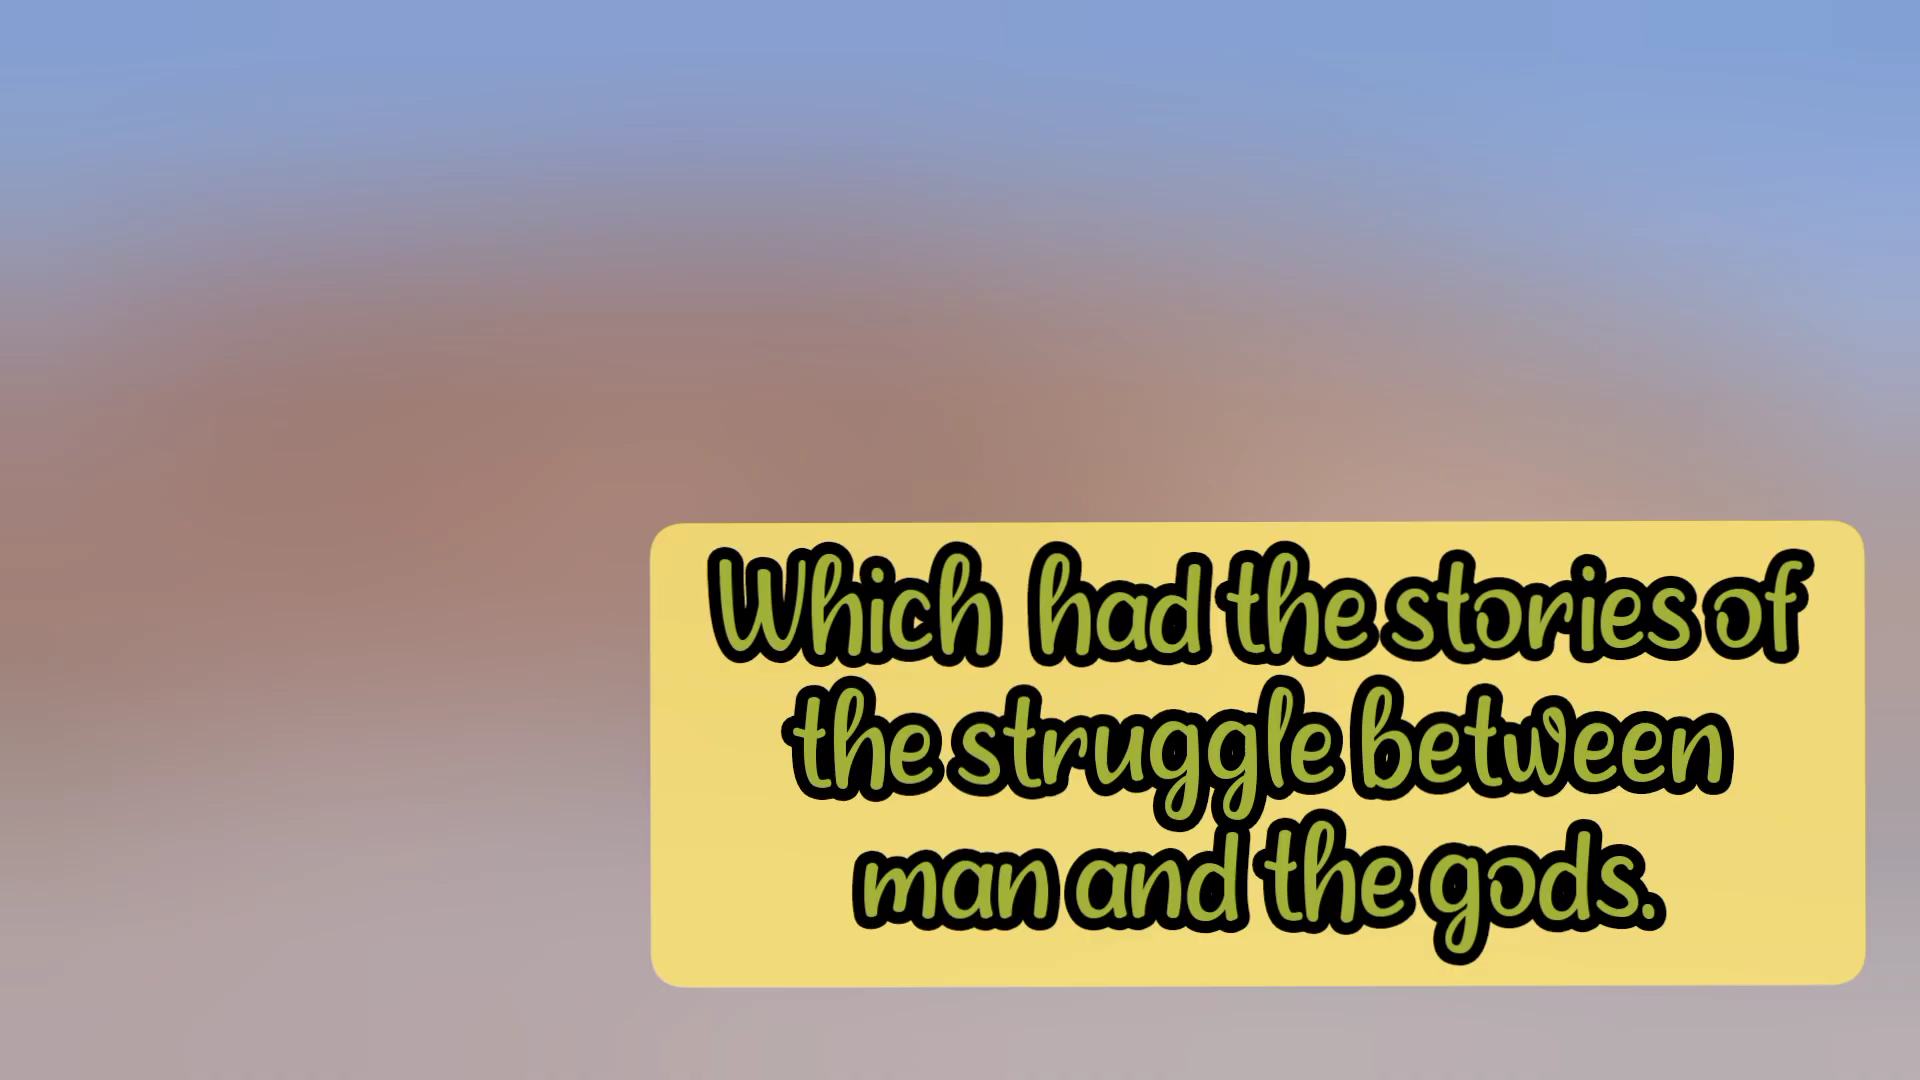 Which had the stories of
the struggle between
man and the gods.